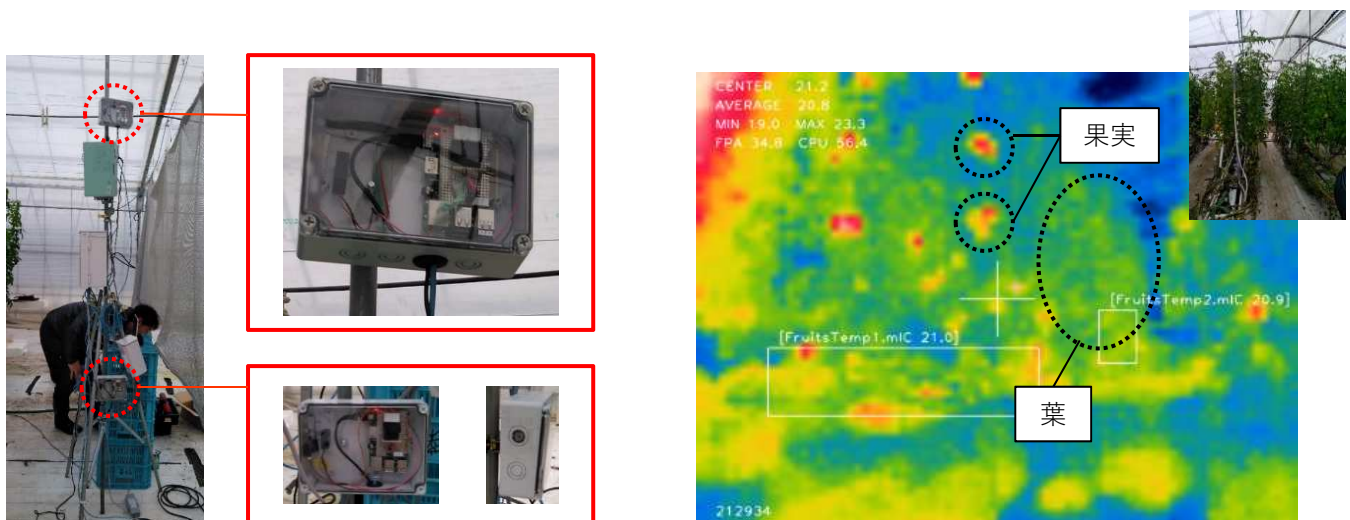 CENTER 21.2
AVERAGE 20.8
MIN 19.0 MAX 23.3
FPA 34.8 CPU 56.4
果実
[FruitsTemp2.mIC 20.9]
[FruitsTemp1.mIC 21.0]
葉
212934